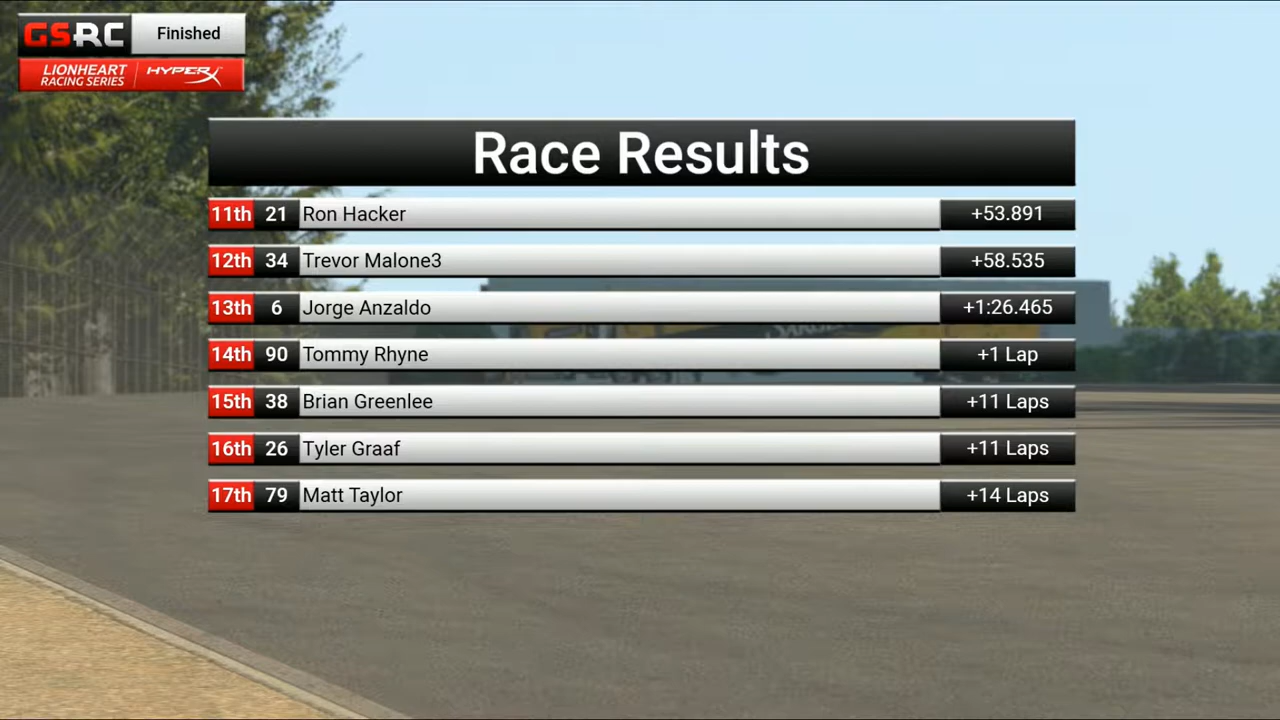 GSRC Finished
LIONHEART
RACING SERIES
HYPERX
Race Results
11th 21 Ron Hacker +53.891
12th 34 Trevor Malone3 +58.535
13th 6 Jorge Anzaldo +1:26.465
14th 90 Tommy Rhyne +1 Lap
15th 38 Brian Greenlee +11 Laps
16th 26 Tyler Graaf +11 Laps
17th 79 Matt Taylor +14 Laps